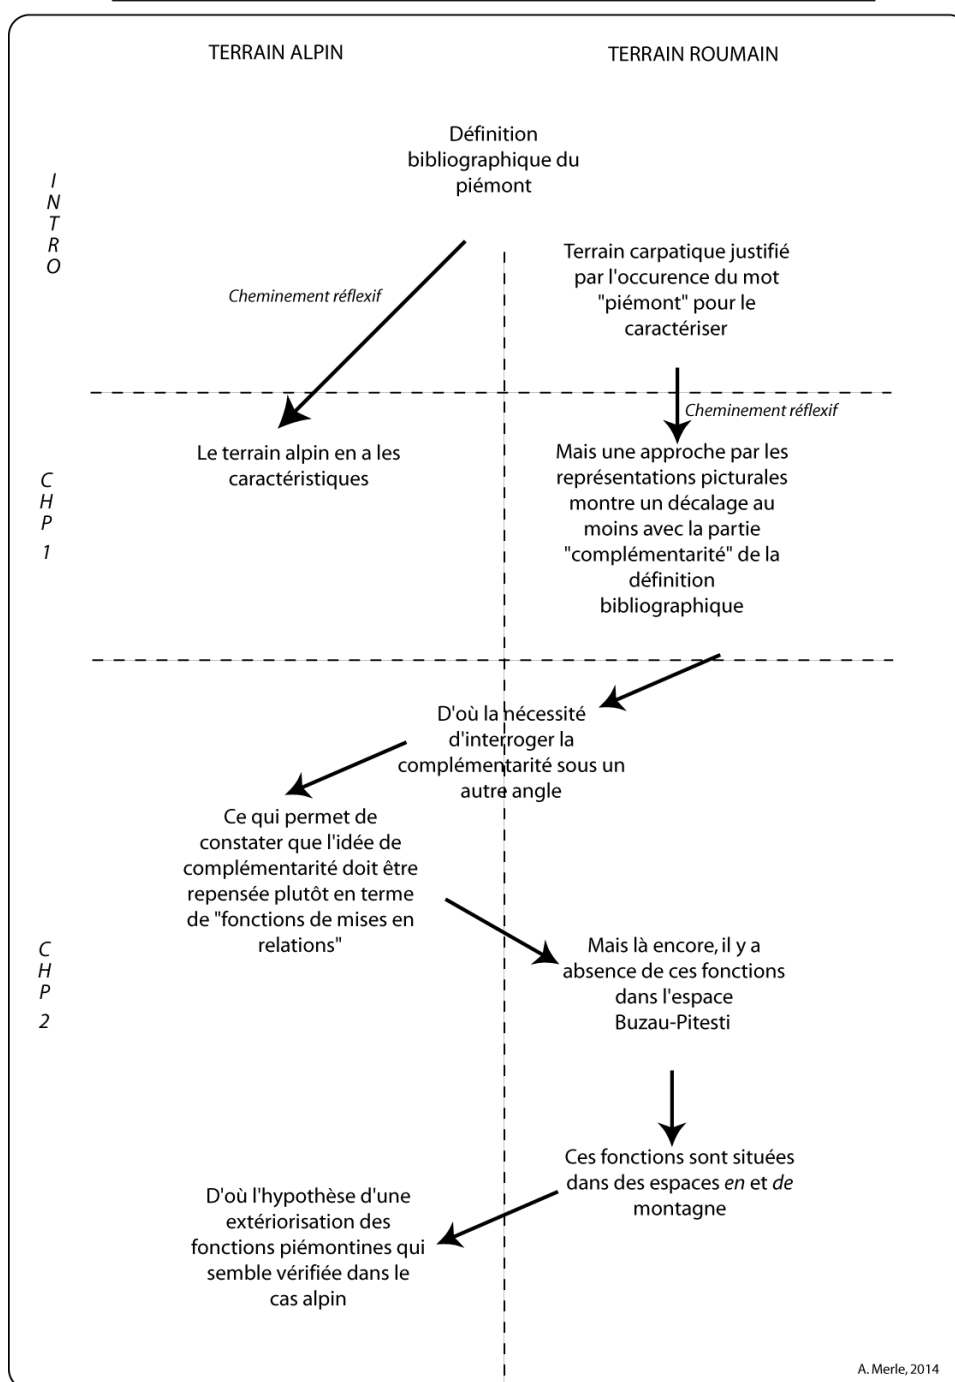 TERRAIN ALPIN
TERRAIN ROUMAIN
I
N
T
R
O
Définition
bibliographique du
piémont
Cheminement réflexif
Terrain carpatique justifié
par l'occurence du mot
"piémont" pour le
caractériser
Cheminement réflexif
C
H
P
1
Le terrain alpin en a les
caractéristiques
Mais une approche par les
représentations picturales
montre un décalage au
moins avec la partie
"complémentarité" de la
définition
bibliographique
C
H
P
2
D'où la nécessité
d'interroger la
complémentarité sous un
autre angle
Ce qui permet de
constater que l'idée de
complémentarité doit être
repensée plutôt en terme
de "fonctions de mises en
relations"
Mais là encore, il y a
absence de ces fonctions
dans l'espace
Buzau-Pitesti
Ces fonctions sont situées
dans des espaces en et de
montagne
D'où l'hypothèse d'une
extériorisation des
fonctions piémontines qui
semble vérifiée dans le
cas alpin
A. Merle, 2014